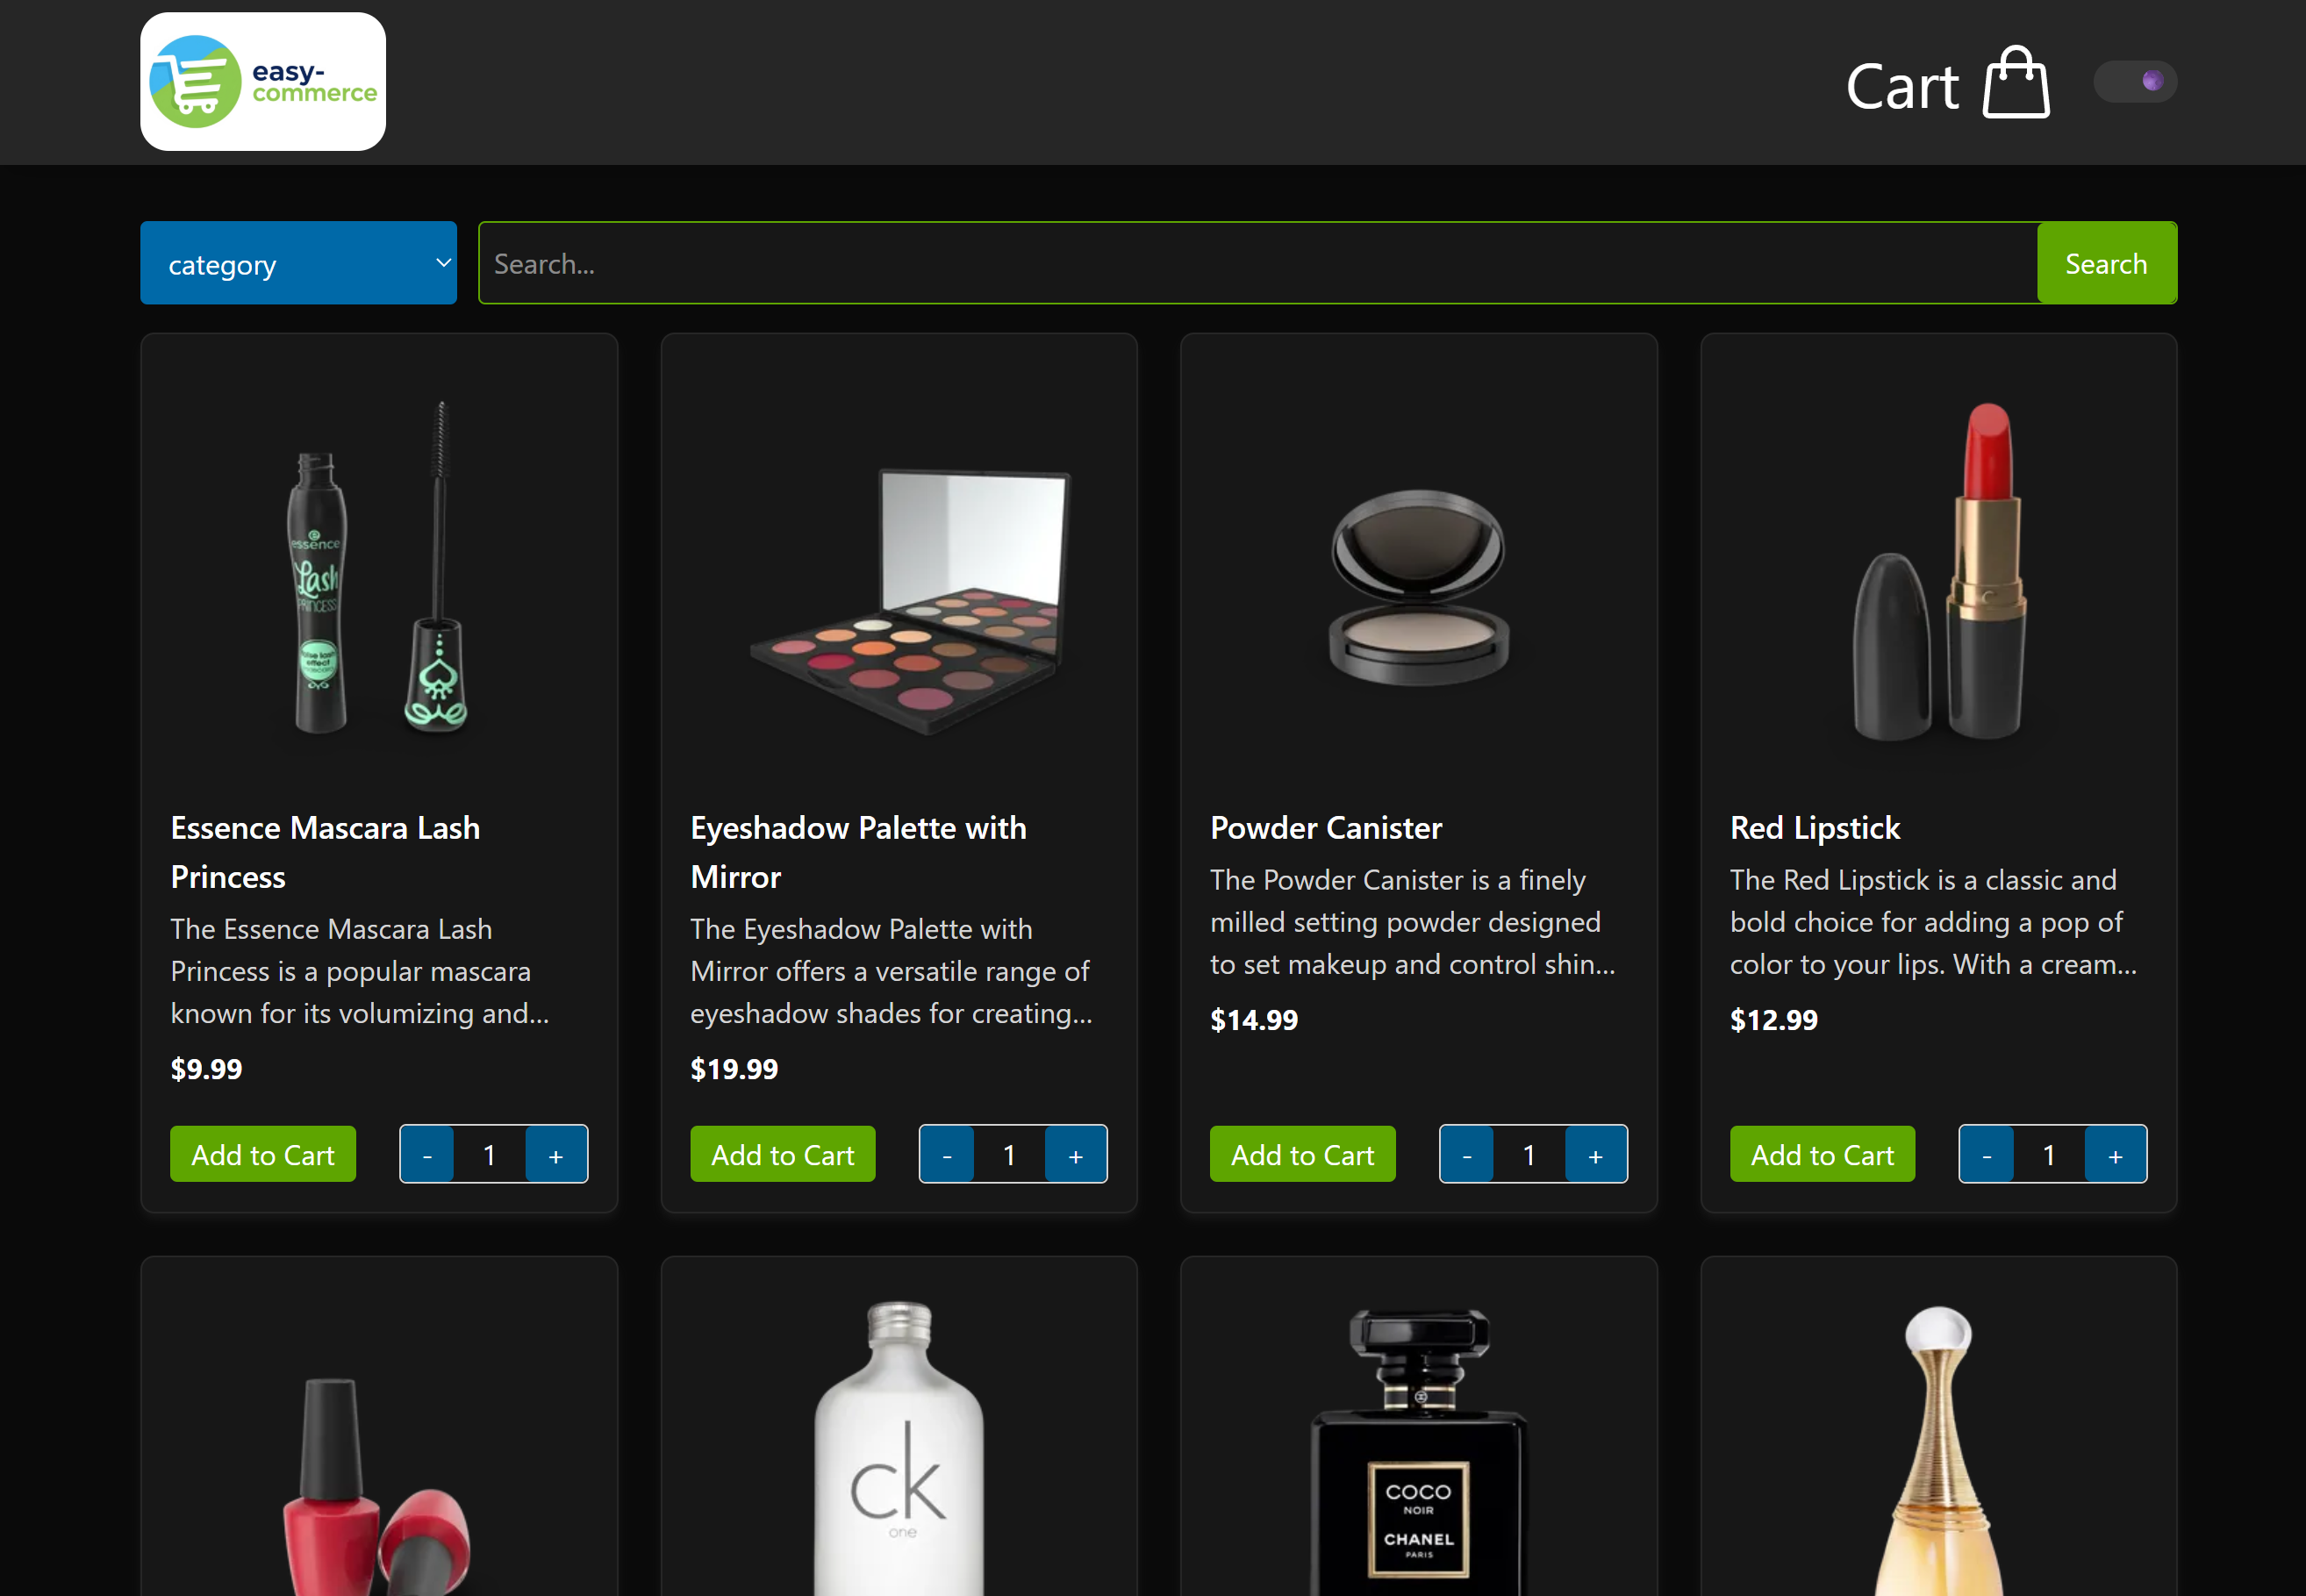 easy-
commerce
Cart
category
Search...
Search
essence
Lash
PRINCESS
false lash
effect
Essence Mascara Lash
Princess
The Essence Mascara Lash
Princess is a popular mascara
known for its volumizing and...
$9.99
Add to Cart
- 1 +
Eyeshadow Palette with
Mirror
The Eyeshadow Palette with
Mirror offers a versatile range of
eyeshadow shades for creating...
$19.99
Add to Cart
- 1 +
Powder Canister
The Powder Canister is a finely
milled setting powder designed
to set makeup and control shin...
$14.99
Add to Cart
- 1 +
Red Lipstick
The Red Lipstick is a classic and
bold choice for adding a pop of
color to your lips. With a cream...
$12.99
Add to Cart
- 1 +
ck
one
COCO
NOIR
CHANEL
PARIS